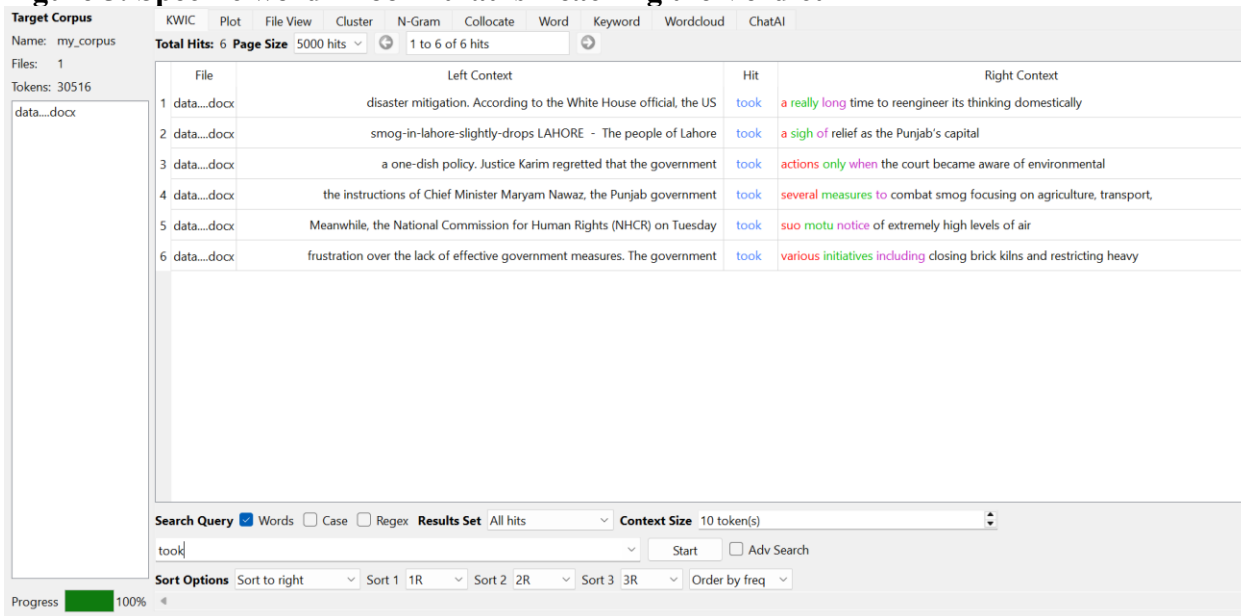 Target Corpus
Name: my_corpus
Files: 1
Tokens: 30516
data....docx
Progress 100%
KWIC Plot File View Cluster N-Gram Collocate Word Keyword Wordcloud ChatAI
Total Hits: 6 Page Size 5000 hits 1 to 6 of 6 hits
File Left Context Hit Right Context
1 data....docx disaster mitigation. According to the White House official, the US took a really long time to reengineer its thinking domestically
2 data....docx smog-in-lahore-slightly-drops LAHORE - The people of Lahore took a sigh of relief as the Punjab's capital
3 data....docx a one-dish policy. Justice Karim regretted that the government took actions only when the court became aware of environmental
4 data....docx the instructions of Chief Minister Maryam Nawaz, the Punjab government took several measures to combat smog focusing on agriculture, transport,
5 data....docx Meanwhile, the National Commission for Human Rights (NHCR) on Tuesday took suo motu notice of extremely high levels of air
6 data....docx frustration over the lack of effective government measures. The government took various initiatives including closing brick kilns and restricting heavy
Search Query Words Case Regex Results Set All hits Context Size 10 token(s)
took Start Adv Search
Sort Options Sort to right Sort 1 1R Sort 2 2R Sort 3 3R Order by freq